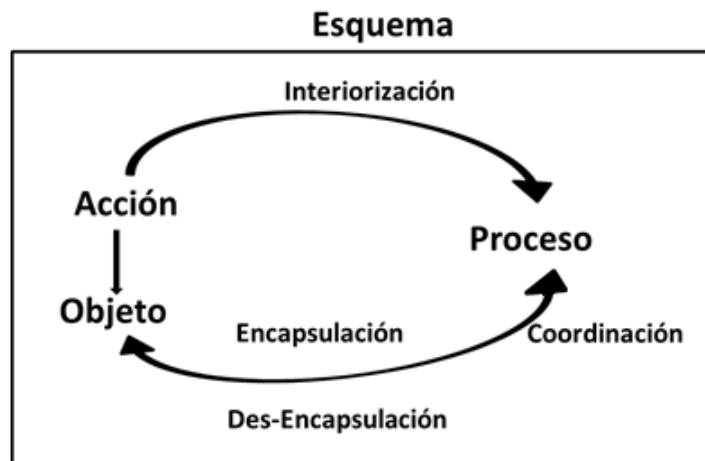 Esquema
Interiorización
Acción
Proceso
Objeto
Encapsulación
Coordinación
Des-Encapsulación